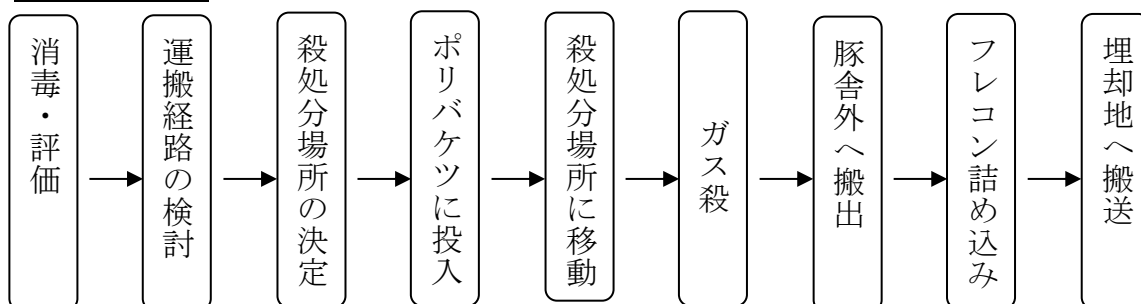 消毒・評価
運搬経路の検討
殺処分場所の決定
ポリバケツに投入
殺処分場所に移動
ガス殺
豚舎外へ搬出
フレコン詰め込み
埋却地へ搬送